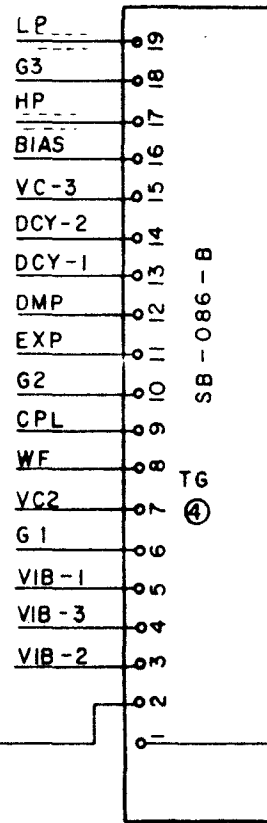 LP 19
G3 18
HP 17
BIAS 16
VC-3 15
DCY-2 14
DCY-1 13
DMP 12
EXP 11
G2 10
CPL 9
WF 8
VC2 7
G1 6
VIB-1 5
VIB-3 4
VIB-2 3
2
1
SB-086-B
TG
④